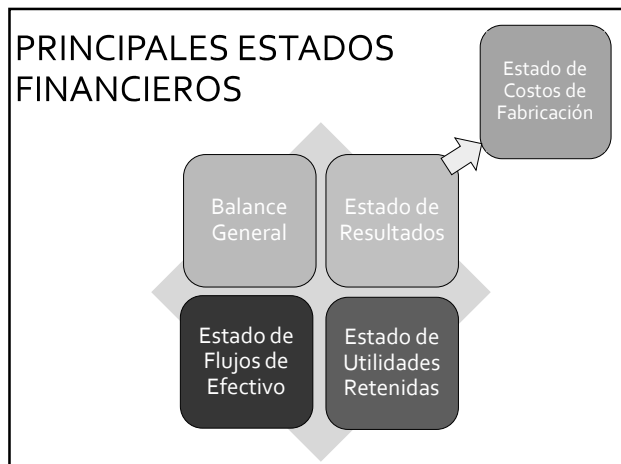 PRINCIPALES ESTADOS
FINANCIEROS
Estado de
Costos de
Fabricación
Balance
General
Estado de
Resultados
Estado de
Flujos de
Efectivo
Estado de
Utilidades
Retenidas